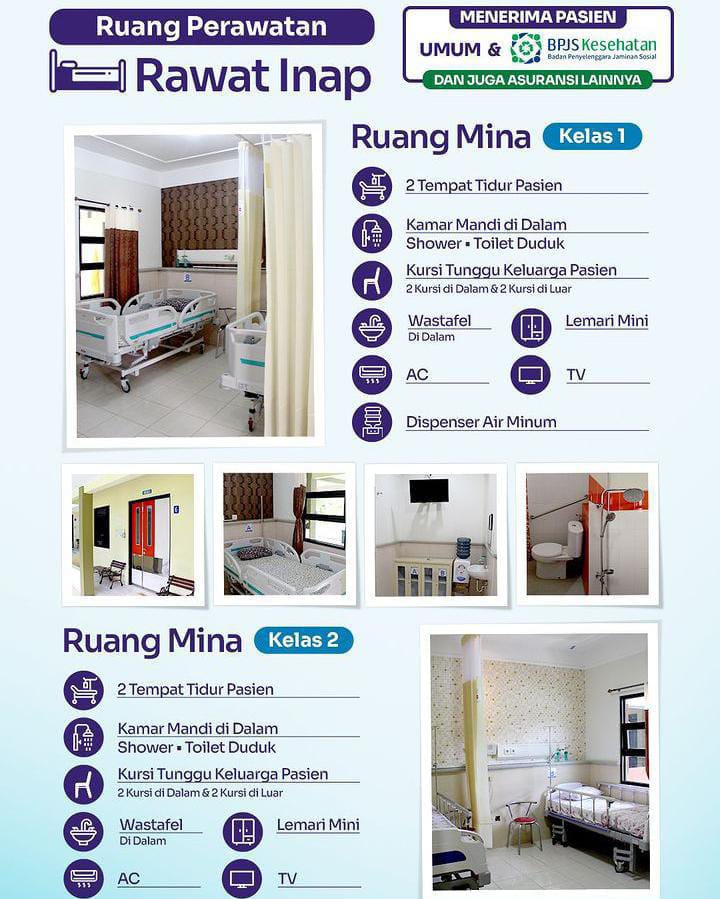 Ruang Perawatan
Rawat Inap
MENERIMA PASIEN
UMUM & BPJS Kesehatan
Badan Penyelenggara Jaminan Sosial
DAN JUGA ASURANSI LAINNYA
Ruang Mina Kelas 1
2 Tempat Tidur Pasien
Kamar Mandi di Dalam
Shower • Toilet Duduk
Kursi Tunggu Keluarga Pasien
2 Kursi di Dalam & 2 Kursi di Luar
Wastafel
Di Dalam
Lemari Mini
AC
TV
Dispenser Air Minum
Ruang Mina Kelas 2
2 Tempat Tidur Pasien
Kamar Mandi di Dalam
Shower • Toilet Duduk
Kursi Tunggu Keluarga Pasien
2 Kursi di Dalam & 2 Kursi di Luar
Wastafel
Di Dalam
Lemari Mini
AC
TV